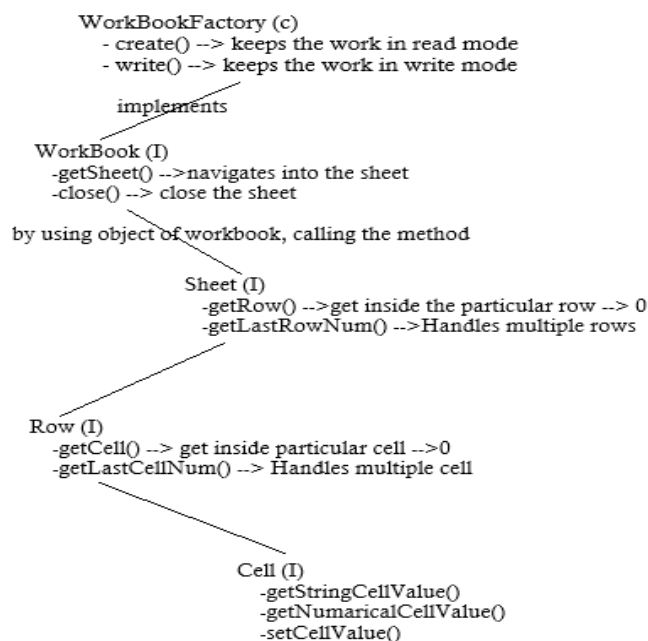 WorkBookFactory (c)
- create() --> keeps the work in read mode
- write() --> keeps the work in write mode
implements
WorkBook (I)
-getSheet() -->navigates into the sheet
-close() --> close the sheet
by using object of workbook, calling the method
Sheet (I)
-getRow() -->get inside the particular row --> 0
-getLastRowNum() -->Handles multiple rows
Row (I)
-getCell() --> get inside particular cell -->0
-getLastCellNum() --> Handles multiple cell
Cell (I)
-getStringCellValue()
-getNumaricalCellValue()
-setCellValue()